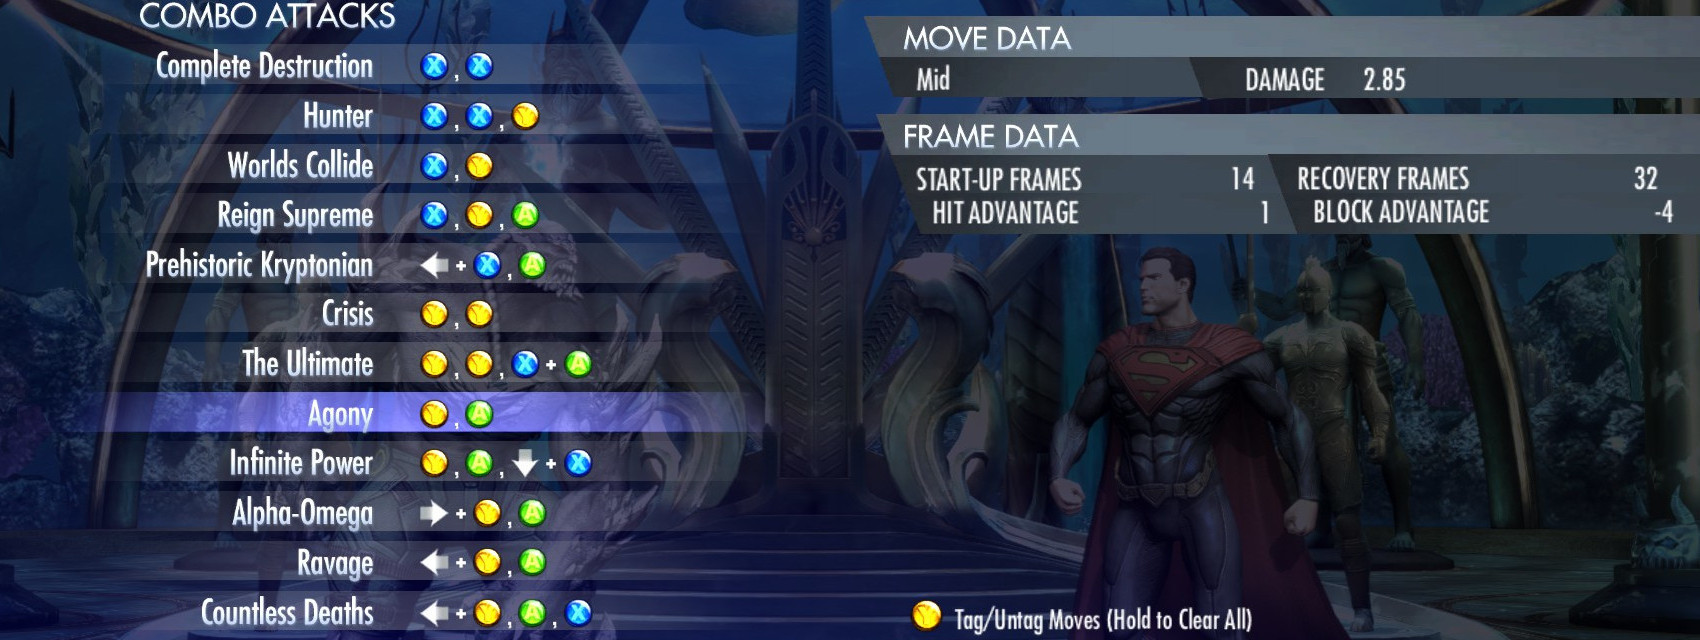 COMBO ATTACKS
Complete Destruction X , X
Hunter X , X , Y
Worlds Collide X , Y
Reign Supreme X , Y , A
Prehistoric Kryptonian ← + X , A
Crisis Y , Y
The Ultimate Y , Y , X + A
Agony Y , A
Infinite Power Y , A , ↓ + X
Alpha-Omega → + Y , A
Ravage ← + Y , A
Countless Deaths ← + Y , A , X
MOVE DATA
Mid DAMAGE 2.85
FRAME DATA
START-UP FRAMES 14 RECOVERY FRAMES 32
HIT ADVANTAGE 1 BLOCK ADVANTAGE -4
Y Tag/Untag Moves (Hold to Clear All)